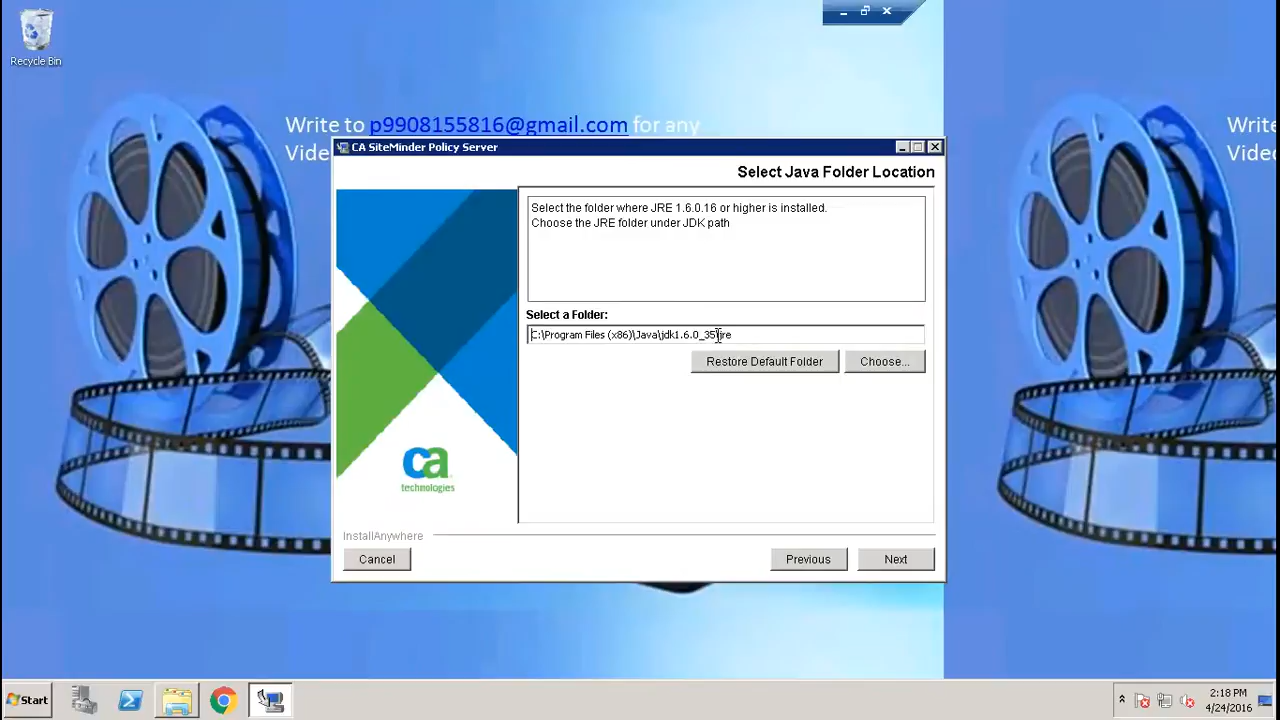 Recycle Bin
Write to p9908155816@gmail.com for any
Write
Vide
Video
CA SiteMinder Policy Server
Select Java Folder Location
Select the folder where JRE 1.6.0.16 or higher is installed.
Choose the JRE folder under JDK path
Select a Folder:
C:\Program Files (x86)\Java\jdk1.6.0_35\jre
Restore Default Folder
Choose...
ca
technologies
InstallAnywhere
Cancel
Previous
Next
Start
2:18 PM
4/24/2016